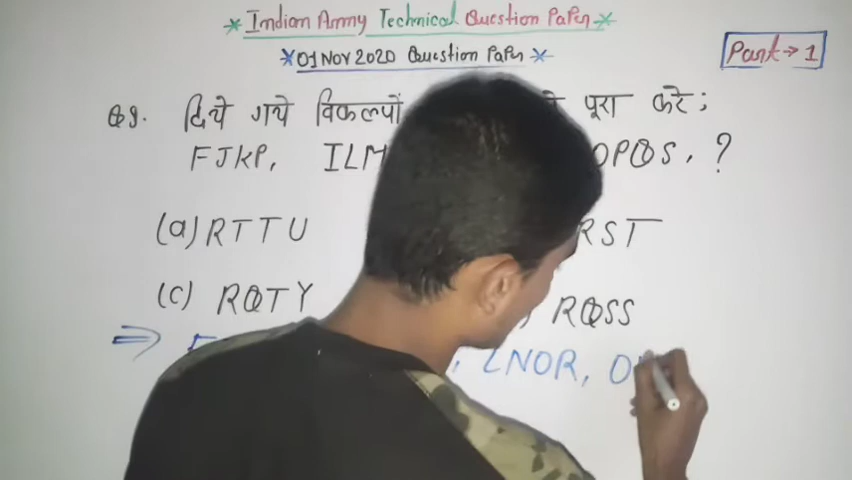 Indian Army Technical Question Paper
01 Nov 2020 Question Paper
Part → 1
Q9. दिये गये विकल्पों पूरा करे;
FJKP, ILM OPQS, ?
(a) RTTU RST
(c) RQTY RQSS
⇒ LNOR, O